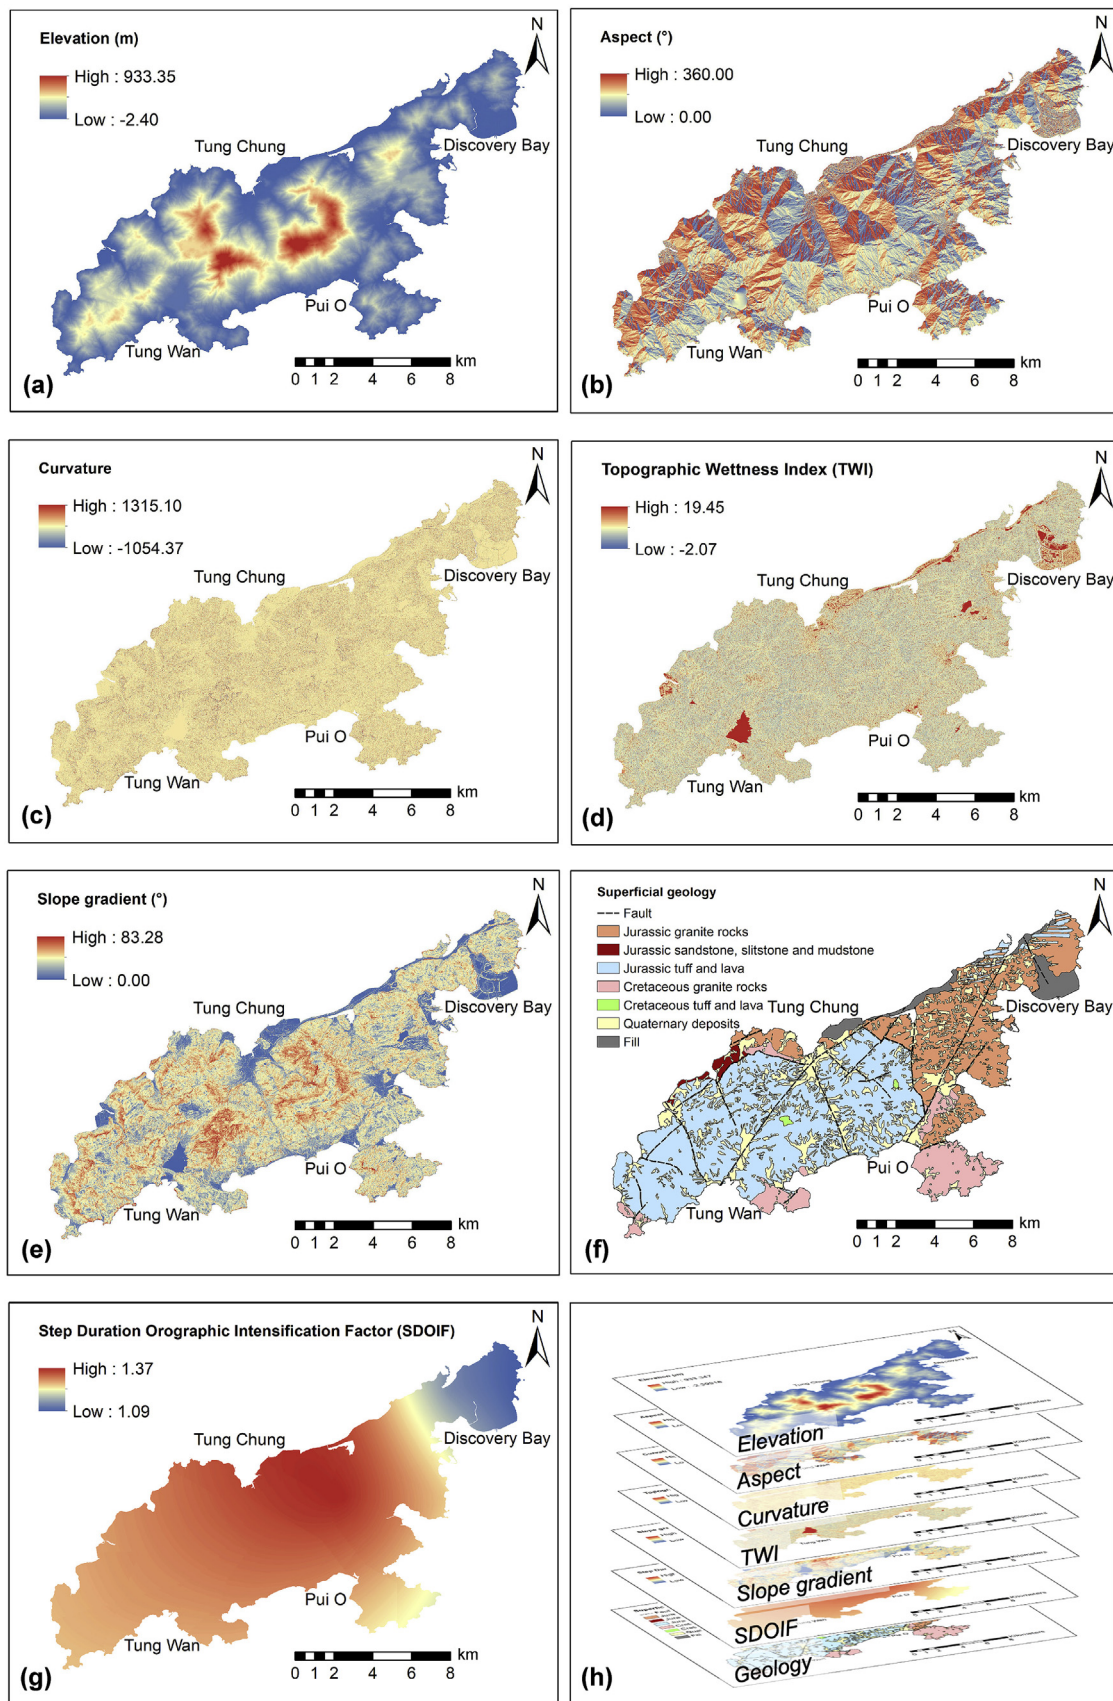 Elevation (m)
High : 933.35
Low : -2.40
N
Tung Chung
Discovery Bay
Pui O
Tung Wan
km
0 1 2 4 6 8
(a)
Aspect (°)
High : 360.00
Low : 0.00
N
Tung Chung
Discovery Bay
Pui O
Tung Wan
km
0 1 2 4 6 8
(b)
Curvature
High : 1315.10
Low : -1054.37
N
Tung Chung
Discovery Bay
Pui O
Tung Wan
km
0 1 2 4 6 8
(c)
Topographic Wettness Index (TWI)
High : 19.45
Low : -2.07
N
Tung Chung
Discovery Bay
Pui O
Tung Wan
km
0 1 2 4 6 8
(d)
Slope gradient (°)
High : 83.28
Low : 0.00
N
Tung Chung
Discovery Bay
Pui O
Tung Wan
km
0 1 2 4 6 8
(e)
Superficial geology
Fault
Jurassic granite rocks
Jurassic sandstone, slitstone and mudstone
Jurassic tuff and lava
Cretaceous granite rocks
Cretaceous tuff and lava
Quaternary deposits
Fill
N
Tung Chung
Discovery Bay
Pui O
Tung Wan
km
0 1 2 4 6 8
(f)
Step Duration Orographic Intensification Factor (SDOIF)
High : 1.37
Low : 1.09
N
Tung Chung
Discovery Bay
Pui O
Tung Wan
km
0 1 2 4 6 8
(g)
Elevation
Aspect
Curvature
TWI
Slope gradient
SDOIF
Geology
(h)